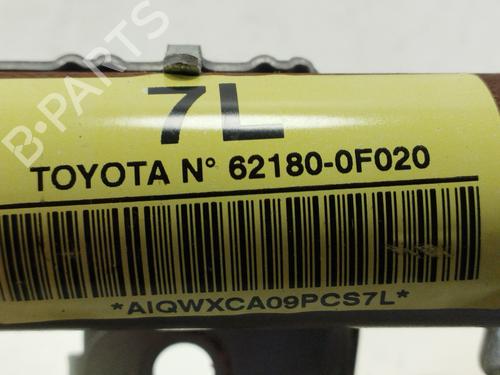 B-PARTS
7L
TOYOTA N° 62180-0F020
*AIQWXCA09PCS7L*